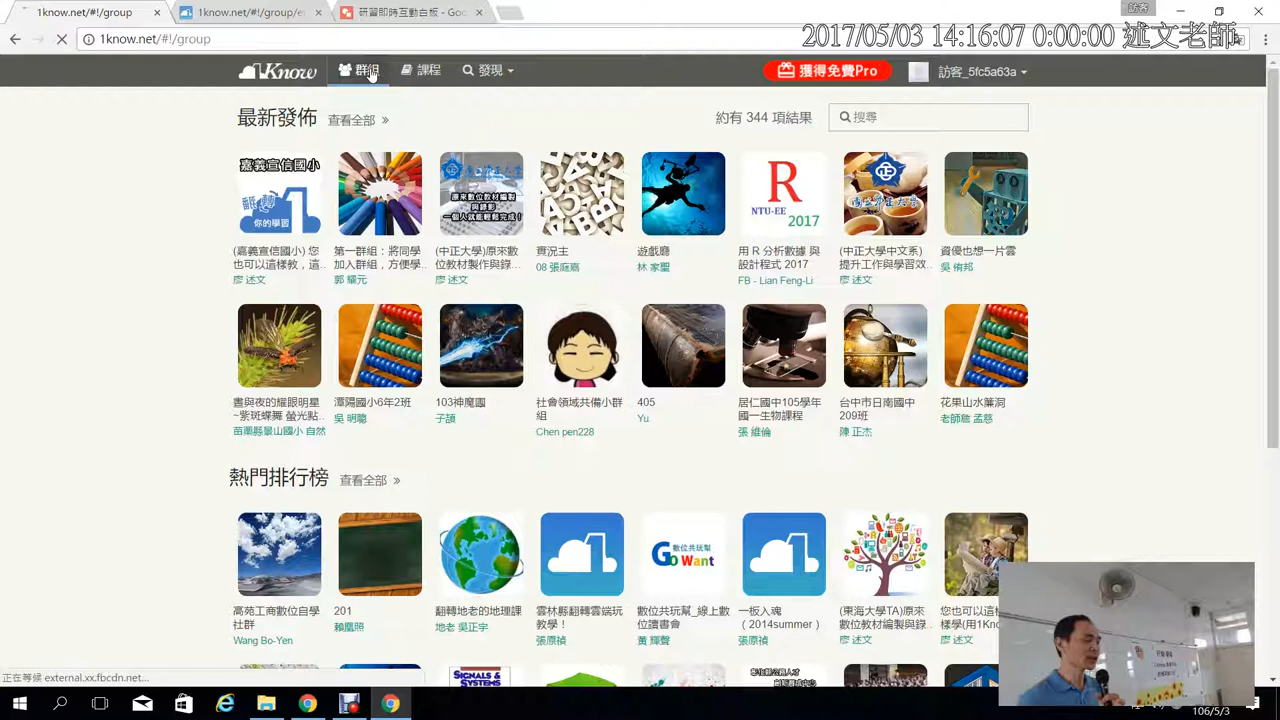 訪客
1know.net/#!/group
1know.net/#!/group/e
研習即時互動白板 - Goo
1know.net/#!/group
2017/05/03 14:16:07 0:00:00 述文老師
1Know
群組
課程
發現
獲得免費Pro
訪客_5fc5a63a
最新發佈
查看全部 »
約有 344 項結果
搜尋
嘉義宣信國小
你的學習
原來數位教材編製
與錄影
一個人就能輕鬆完成!
R
NTU-EE
2017
(嘉義宣信國小) 您
也可以這樣教，這..
廖 述文
第一群組：將同學
加入群組，方便學..
郭 耀元
(中正大學)原來數
位教材製作與錄...
廖 述文
實況主
08 張庭嘉
遊戲廳
林 家聖
用 R 分析數據 與
設計程式 2017
FB - Lian Feng-Li
(中正大學中文系)
提升工作與學習效..
廖 述文
資優也想一片雲
吳 侑邦
晝與夜的耀眼明星
~紫斑蝶舞 螢光點..
苗栗縣景山國小 自然
潭陽國小6年2班
吳 明聰
103神魔團
子頡
社會領域共備小群
組
Chen pen228
405
Yu
居仁國中105學年
國一生物課程
張 維倫
台中市日南國中
209班
陳 正杰
花果山水簾洞
老師詹 孟慈
熱門排行榜
查看全部 »
數位共玩幫
Go Want
高苑工商數位自學
社群
Wang Bo-Yen
201
賴凰照
翻轉地老的地理課
地老 吳正宇
雲林縣翻轉雲端玩
教學！
張原禎
數位共玩幫_線上數
位讀書會
黃 輝聲
一板入魂
（2014summer）
張原禎
(東海大學TA)原來
數位教材編製與錄..
廖 述文
您也可以這
樣學(用1Kno
廖 述文
SIGNALS &
SYSTEMS
正在等候 external.xx.fbcdn.net...
106/5/3